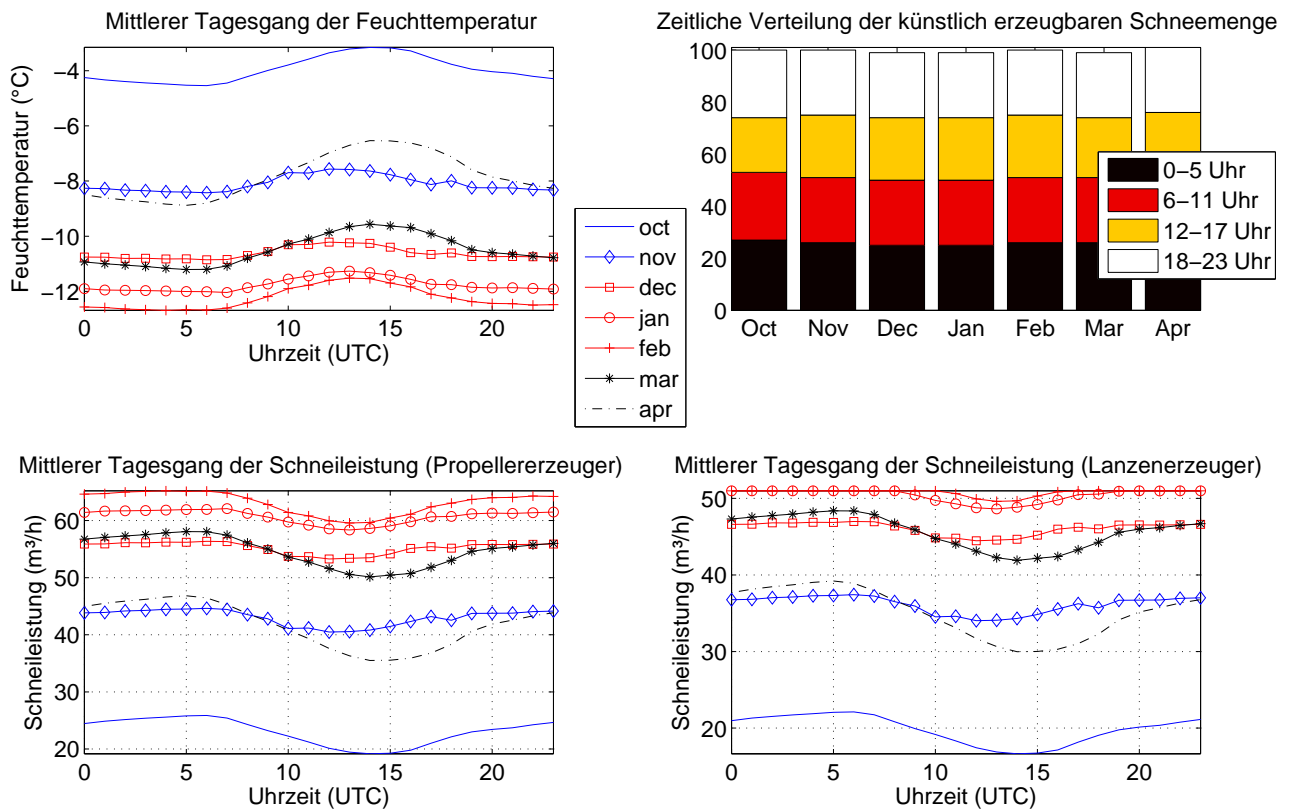 Mittlerer Tagesgang der Feuchttemperatur
Feuchttemperatur (°C)
−4
−6
−8
−10
−12
0 5 10 15 20
Uhrzeit (UTC)
Zeitliche Verteilung der künstlich erzeugbaren Schneemenge
100
80
60
40
20
0
Oct Nov Dec Jan Feb Mar Apr
0−5 Uhr
6−11 Uhr
12−17 Uhr
18−23 Uhr
oct
nov
dec
jan
feb
mar
apr
Mittlerer Tagesgang der Schneileistung (Propellererzeuger)
Schneileistung (m³/h)
60
50
40
30
20
0 5 10 15 20
Uhrzeit (UTC)
Mittlerer Tagesgang der Schneileistung (Lanzenerzeuger)
Schneileistung (m³/h)
50
40
30
20
0 5 10 15 20
Uhrzeit (UTC)